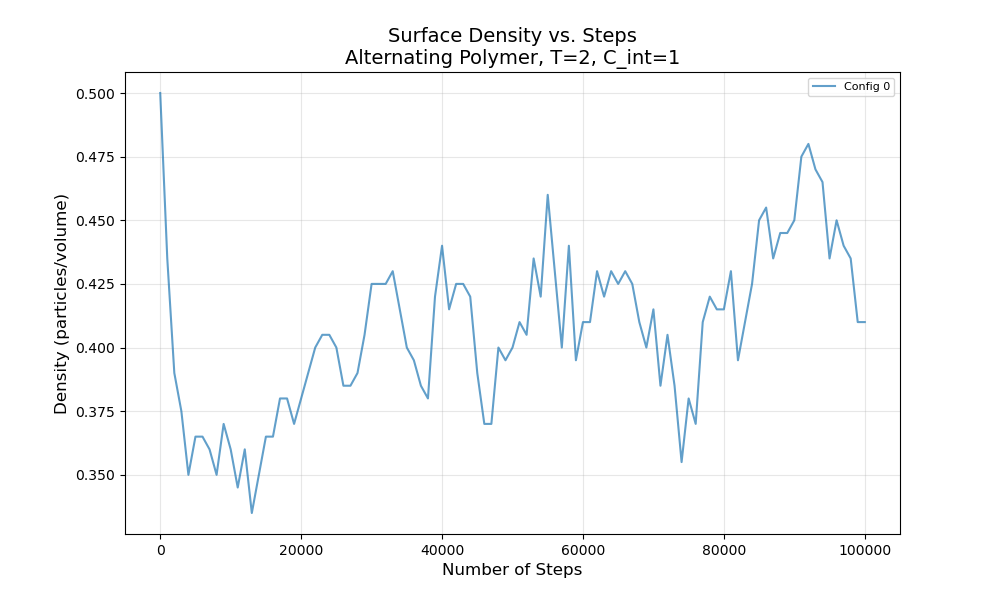 Surface Density vs. Steps
Alternating Polymer, T=2, C_int=1
Config 0
Density (particles/volume)
0.500
0.475
0.450
0.425
0.400
0.375
0.350
0
20000
40000
60000
80000
100000
Number of Steps